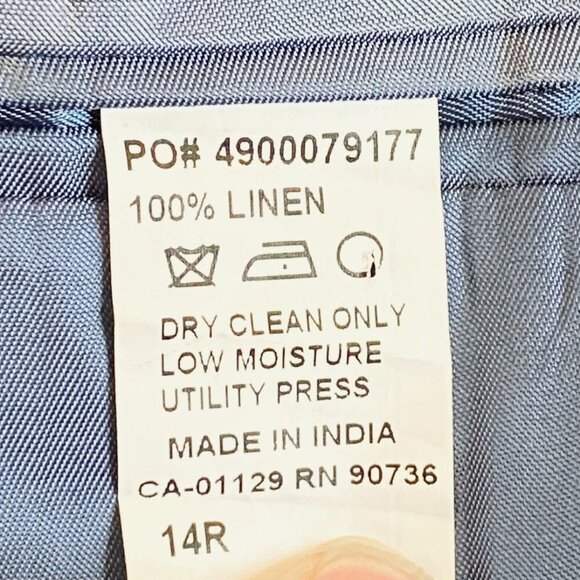 PO# 4900079177
100% LINEN
DRY CLEAN ONLY
LOW MOISTURE
UTILITY PRESS
MADE IN INDIA
CA-01129 RN 90736
14R